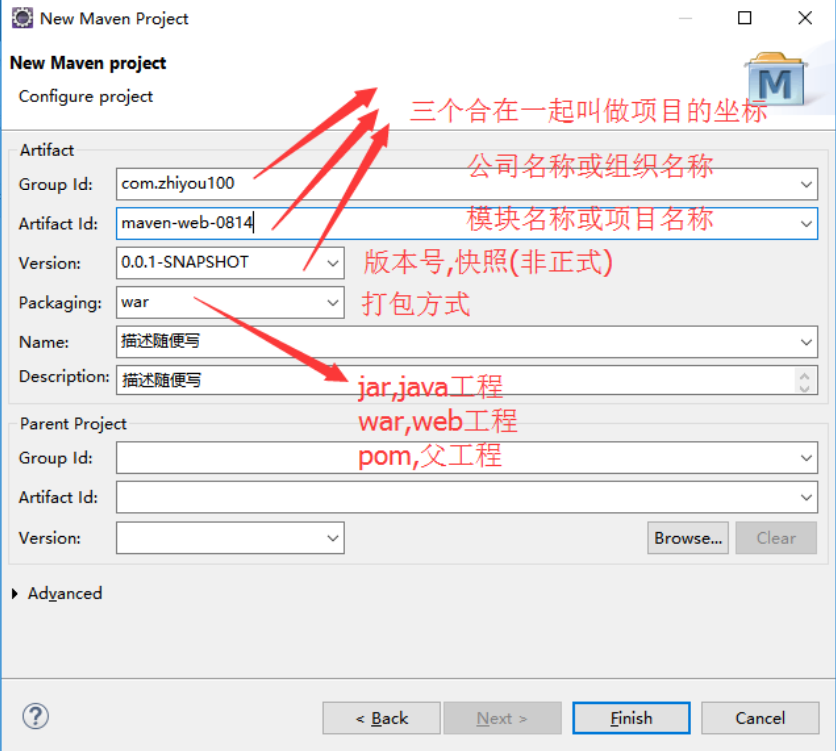 New Maven Project
New Maven project
Configure project
M
三个合在一起叫做项目的坐标
Artifact
Group Id: com.zhiyou100 公司名称或组织名称
Artifact Id: maven-web-0814 模块名称或项目名称
Version: 0.0.1-SNAPSHOT 版本号,快照(非正式)
Packaging: war 打包方式
Name: 描述随便写
Description: 描述随便写
jar,java工程
war,web工程
pom,父工程
Parent Project
Group Id:
Artifact Id:
Version:
Browse... Clear
Advanced
? < Back Next > Finish Cancel